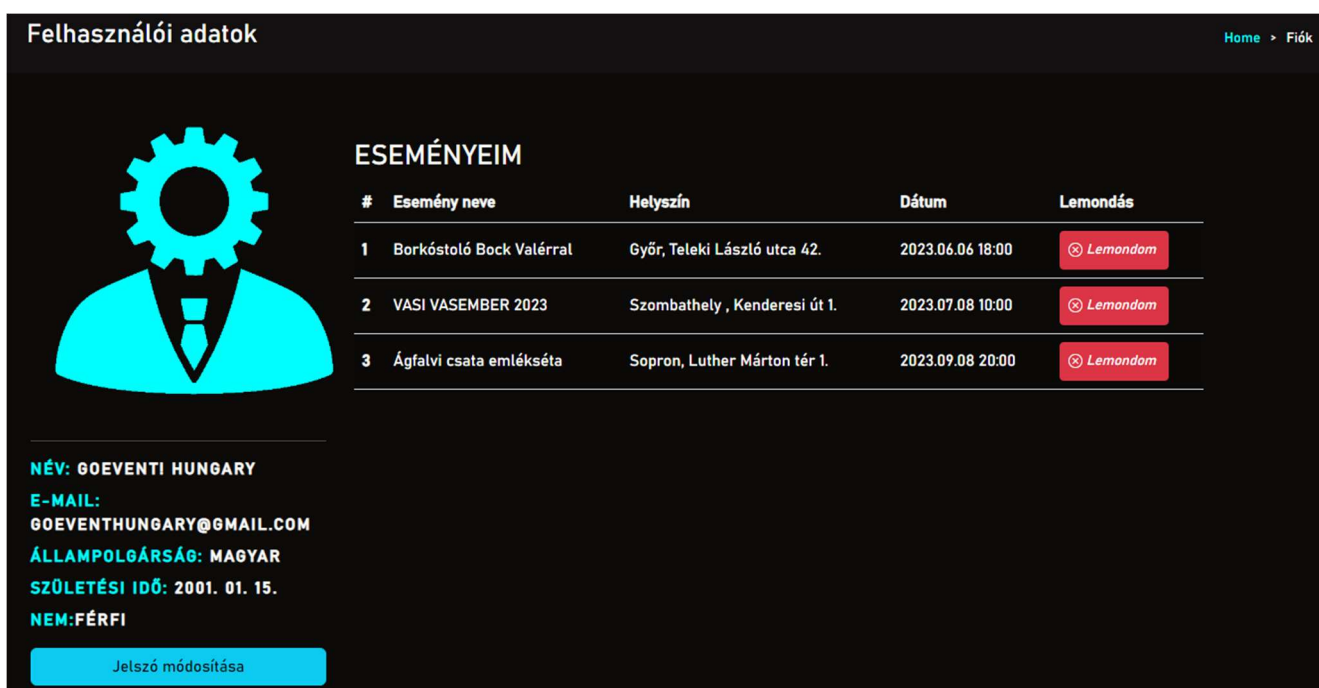 Felhasználói adatok
Home > Fiók
ESEMÉNYEIM
# Esemény neve Helyszín Dátum Lemondás
1 Borkóstoló Bock Valérral Győr, Teleki László utca 42. 2023.06.06 18:00 Lemondom
2 VASI VASEMBER 2023 Szombathely , Kenderesi út 1. 2023.07.08 10:00 Lemondom
3 Ágfalvi csata emlékséta Sopron, Luther Márton tér 1. 2023.09.08 20:00 Lemondom
NÉV: GOEVENTI HUNGARY
E-MAIL:
GOEVENTHUNGARY@GMAIL.COM
ÁLLAMPOLGÁRSÁG: MAGYAR
SZÜLETÉSI IDŐ: 2001. 01. 15.
NEM:FÉRFI
Jelszó módosítása